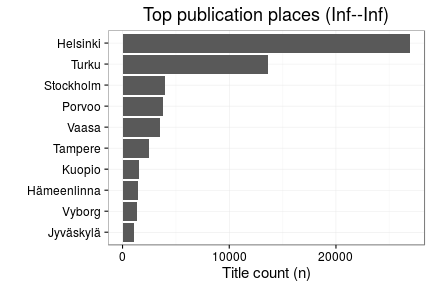 Top publication places (Inf--Inf)
Helsinki
Turku
Stockholm
Porvoo
Vaasa
Tampere
Kuopio
Hämeenlinna
Vyborg
Jyväskylä
0 10000 20000
Title count (n)